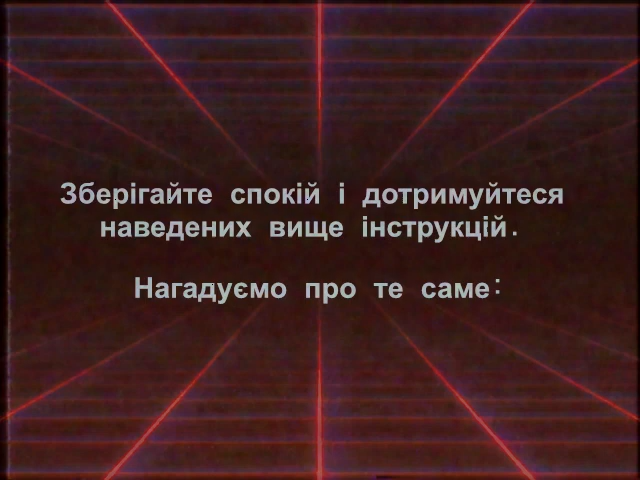 Зберігайте спокій і дотримуйтеся
наведених вище інструкцій.
Нагадуємо про те саме: